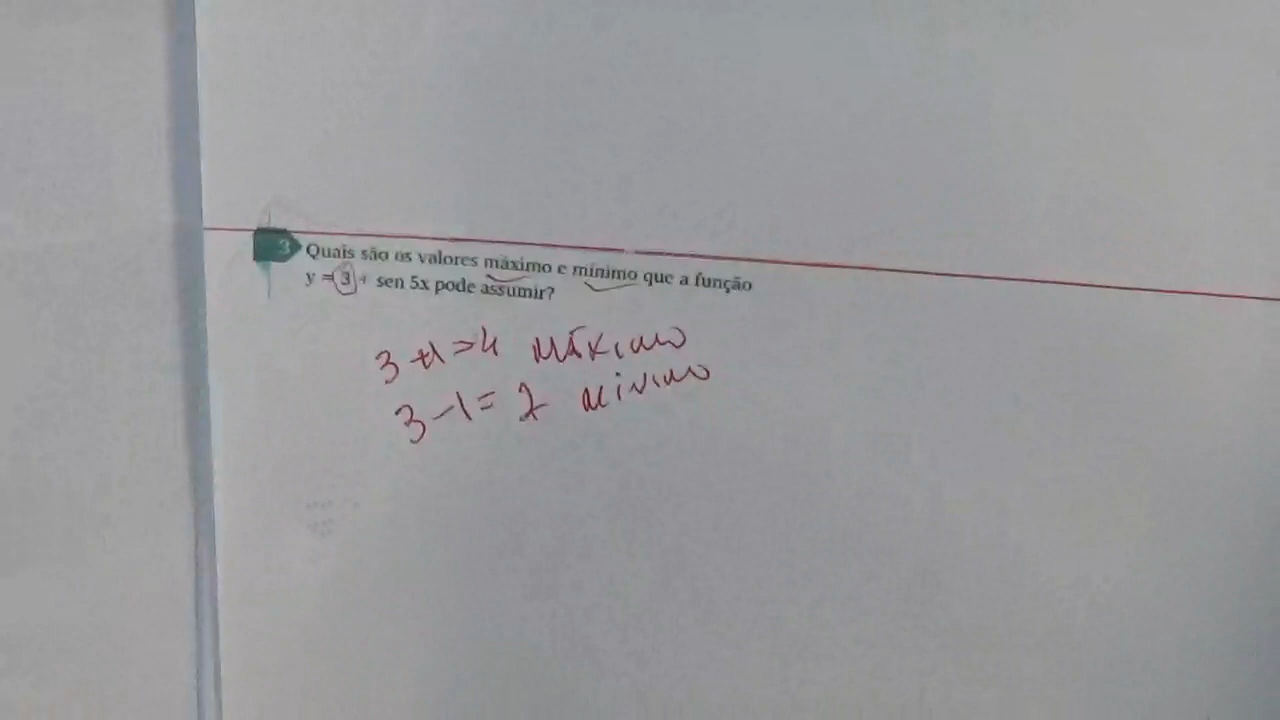 3 Quais são os valores máximo e mínimo que a função
y = 3 + sen 5x pode assumir?
3 + 1 = 4 MÁXIMO
3 - 1 = 2 MÍNIMO